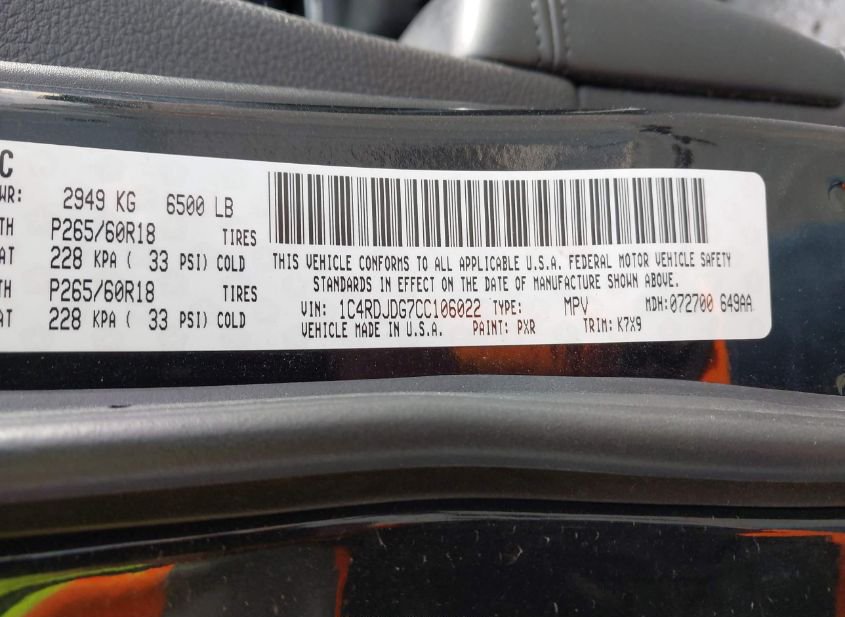 C
WR: 2949 KG 6500 LB
TH P265/60R18 TIRES
AT 228 KPA ( 33 PSI) COLD
TH P265/60R18 TIRES
AT 228 KPA ( 33 PSI) COLD
THIS VEHICLE CONFORMS TO ALL APPLICABLE U.S.A. FEDERAL MOTOR VEHICLE SAFETY
STANDARDS IN EFFECT ON THE DATE OF MANUFACTURE SHOWN ABOVE.
VIN: 1C4RDJDG7CC106022 TYPE: MPV MDH:072700 649AA
VEHICLE MADE IN U.S.A. PAINT: PXR TRIM: K7X9